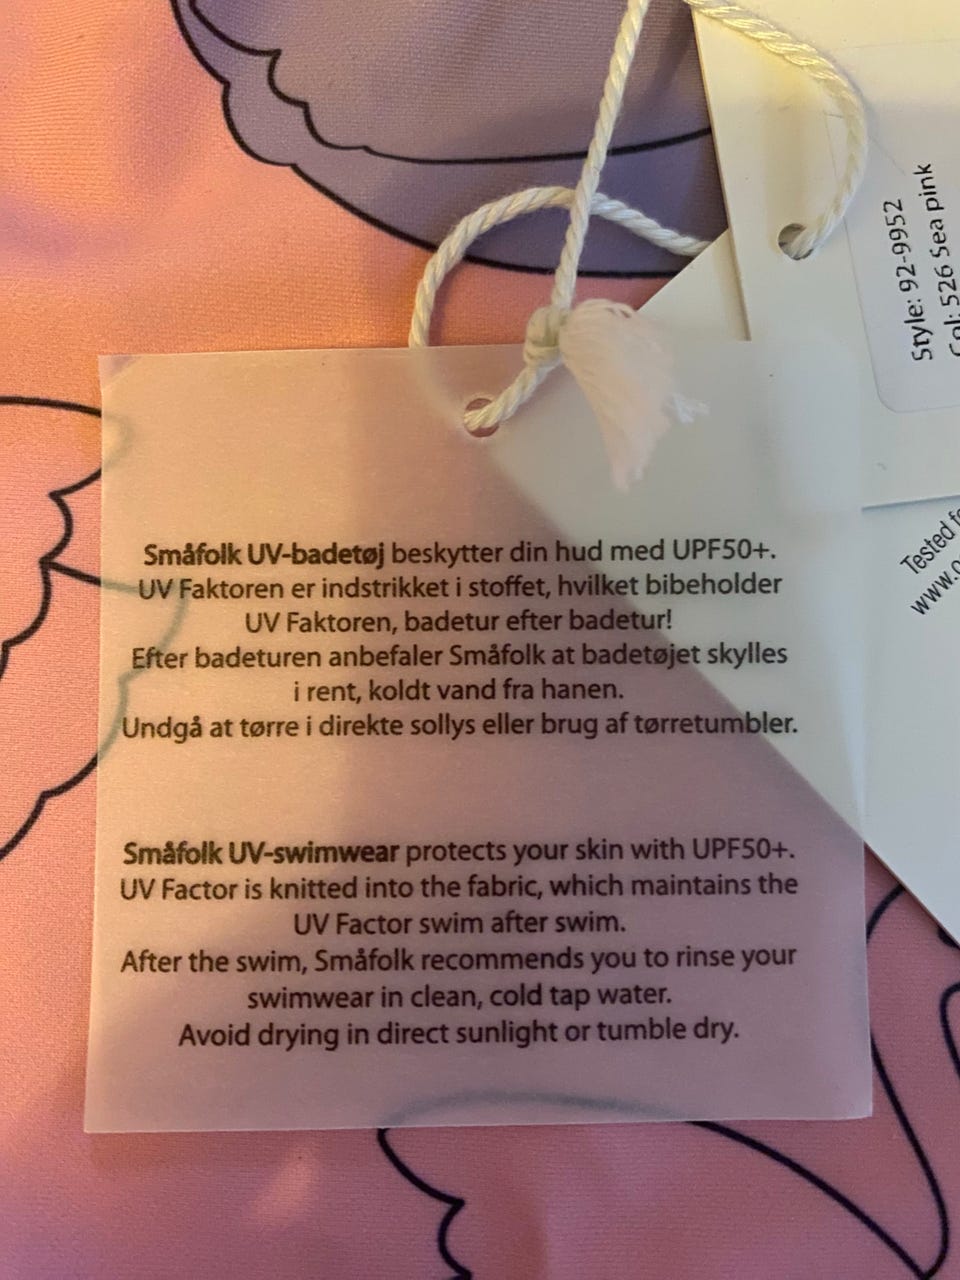 Style: 92-9952
Col: 526 Sea pink
Tested
www.o
Småfolk UV-badetøj beskytter din hud med UPF50+.
UV Faktoren er indstrikket i stoffet, hvilket bibeholder
UV Faktoren, badetur efter badetur!
Efter badeturen anbefaler Småfolk at badetøjet skylles
i rent, koldt vand fra hanen.
Undgå at tørre i direkte sollys eller brug af tørretumbler.
Småfolk UV-swimwear protects your skin with UPF50+.
UV Factor is knitted into the fabric, which maintains the
UV Factor swim after swim.
After the swim, Småfolk recommends you to rinse your
swimwear in clean, cold tap water.
Avoid drying in direct sunlight or tumble dry.